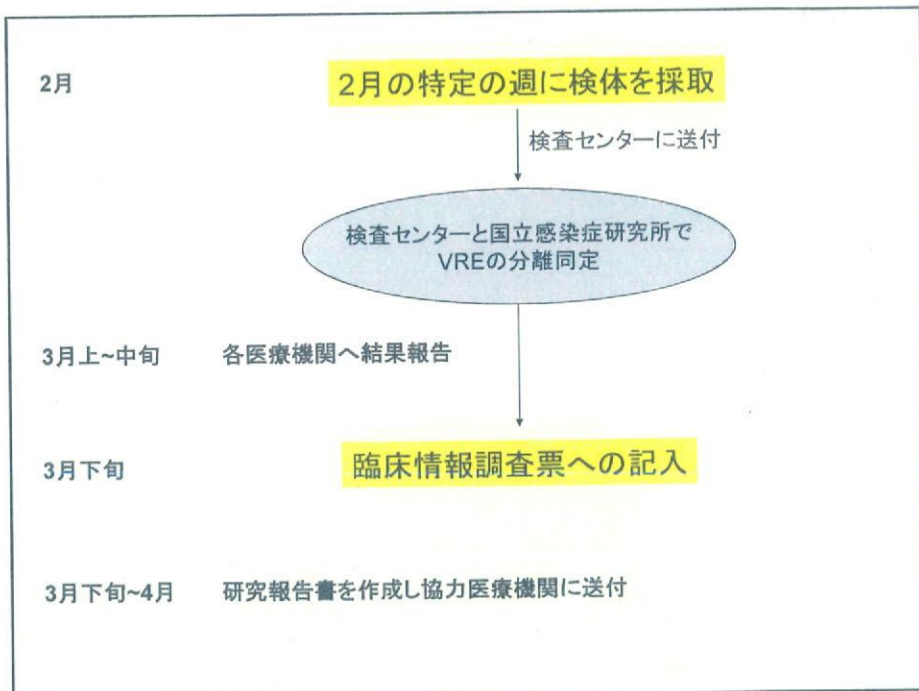 2月
2月の特定の週に検体を採取
検査センターに送付
検査センターと国立感染症研究所で
VREの分離同定
3月上~中旬
各医療機関へ結果報告
3月下旬
臨床情報調査票への記入
3月下旬~4月
研究報告書を作成し協力医療機関に送付